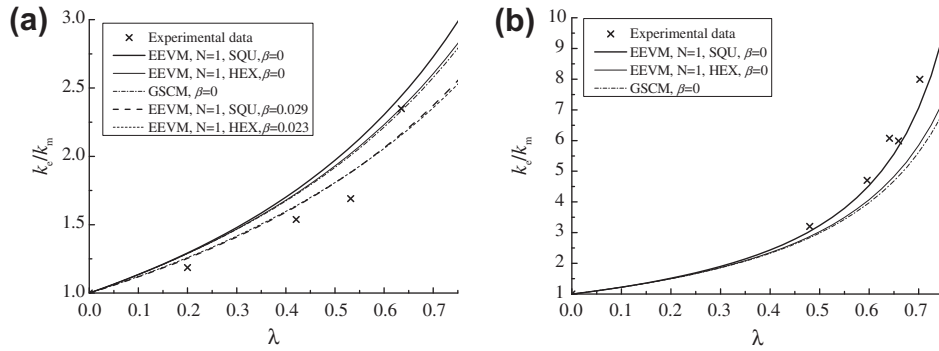 (a)
3.0
2.5
2.0
1.5
1.0
kₑ/kₘ
× Experimental data
EEVM, N=1, SQU,β=0
EEVM, N=1, HEX,β=0
GSCM, β=0
EEVM, N=1, SQU,β=0.029
EEVM, N=1, HEX,β=0.023
0.0 0.1 0.2 0.3 0.4 0.5 0.6 0.7
λ
(b)
10
9
8
7
6
5
4
3
2
1
kₑ/kₘ
× Experimental data
EEVM, N=1, SQU, β=0
EEVM, N=1, HEX, β=0
GSCM, β=0
0.0 0.1 0.2 0.3 0.4 0.5 0.6 0.7
λ